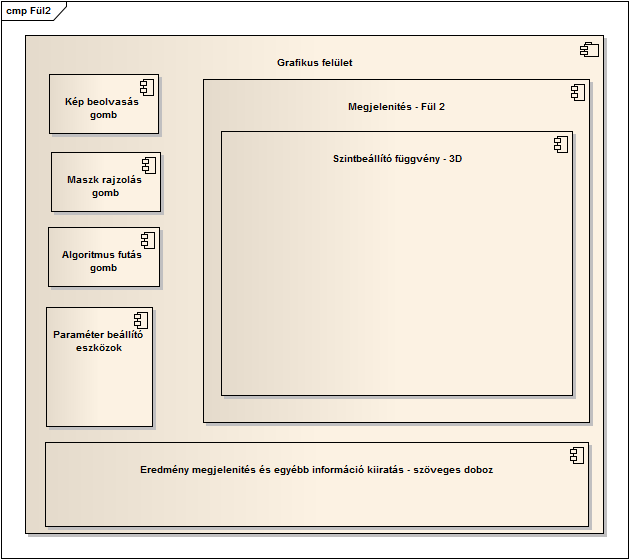 cmp Fül2
Grafikus felület
Kép beolvasás
gomb
Maszk rajzolás
gomb
Algoritmus futás
gomb
Paraméter beállító
eszközok
Megjelenítés - Fül 2
Szintbeállító függvény - 3D
Eredmény megjelenítés és egyébb információ kiiratás - szöveges doboz